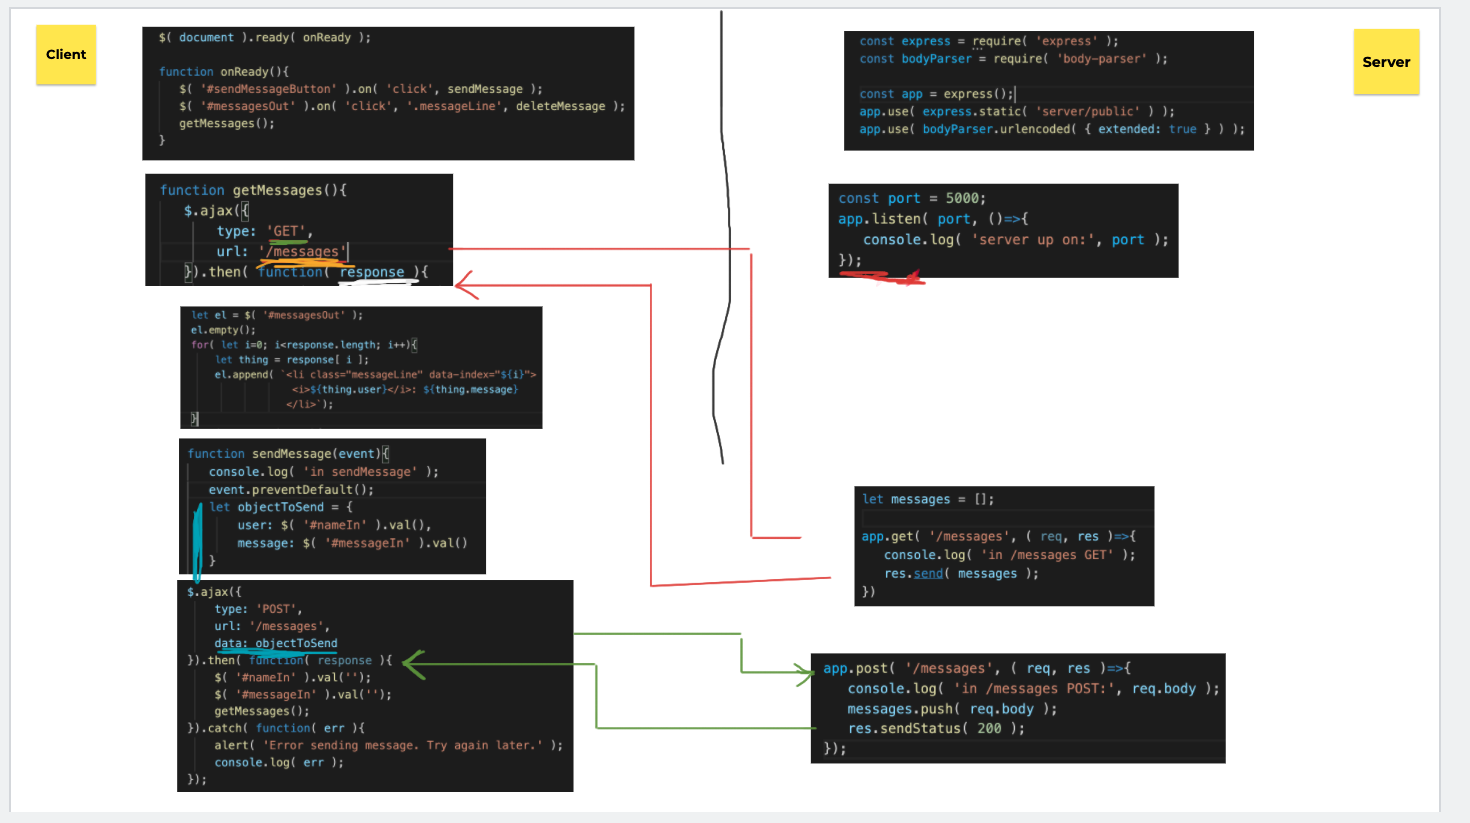 Client
$( document ).ready( onReady );
function onReady(){
$( '#sendMessageButton' ).on( 'click', sendMessage );
$( '#messagesOut' ).on( 'click', '.messageLine', deleteMessage );
getMessages();
}
function getMessages(){
$.ajax({
type: 'GET',
url: '/messages'
}).then( function( response ){
let el = $( '#messagesOut' );
el.empty();
for( let i=0; i<response.length; i++){
let thing = response[ i ];
el.append( `<li class="messageLine" data-index="${i}">
<i>${thing.user}</i>: ${thing.message}
</li>`);
}
function sendMessage(event){
console.log( 'in sendMessage' );
event.preventDefault();
let objectToSend = {
user: $( '#nameIn' ).val(),
message: $( '#messageIn' ).val()
}
$.ajax({
type: 'POST',
url: '/messages',
data: objectToSend
}).then( function( response ){
$( '#nameIn' ).val('');
$( '#messageIn' ).val('');
getMessages();
}).catch( function( err ){
alert( 'Error sending message. Try again later.' );
console.log( err );
});
Server
const express = require( 'express' );
const bodyParser = require( 'body-parser' );
const app = express();
app.use( express.static( 'server/public' ) );
app.use( bodyParser.urlencoded( { extended: true } ) );
const port = 5000;
app.listen( port, ()=>{
console.log( 'server up on:', port );
});
let messages = [];
app.get( '/messages', ( req, res )=>{
console.log( 'in /messages GET' );
res.send( messages );
})
app.post( '/messages', ( req, res )=>{
console.log( 'in /messages POST:', req.body );
messages.push( req.body );
res.sendStatus( 200 );
});